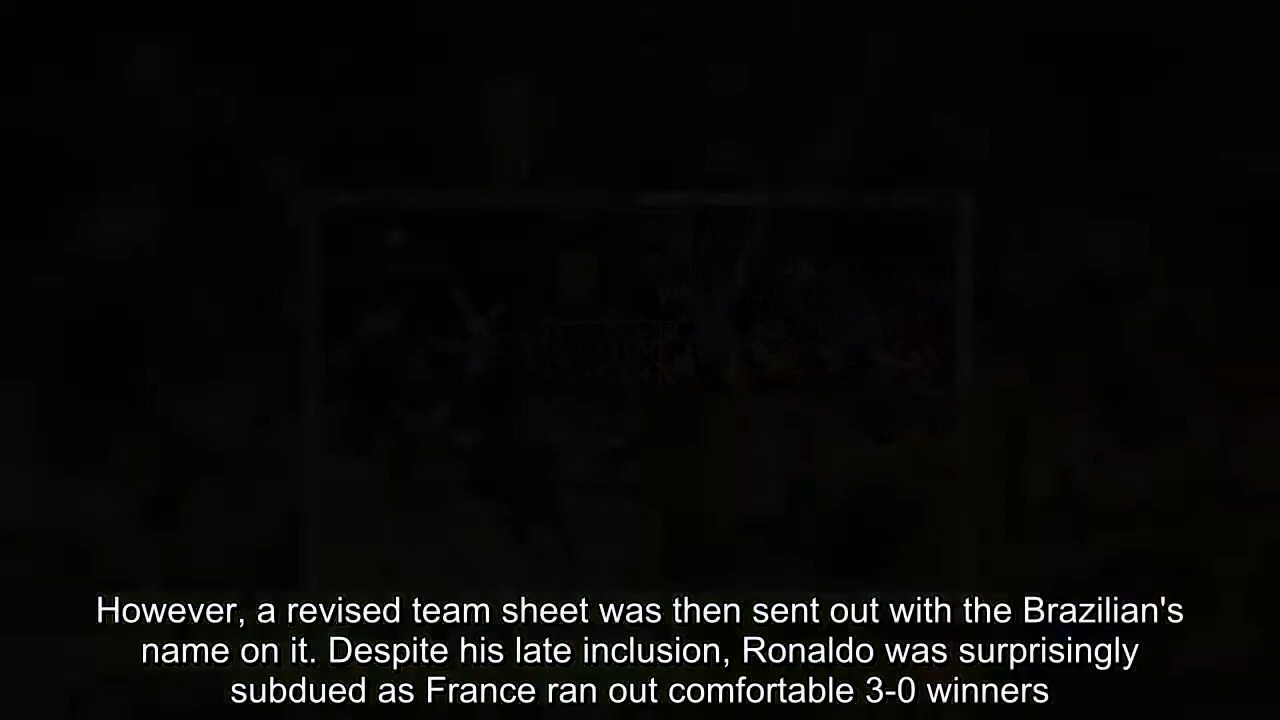 However, a revised team sheet was then sent out with the Brazilian's
name on it. Despite his late inclusion, Ronaldo was surprisingly
subdued as France ran out comfortable 3-0 winners